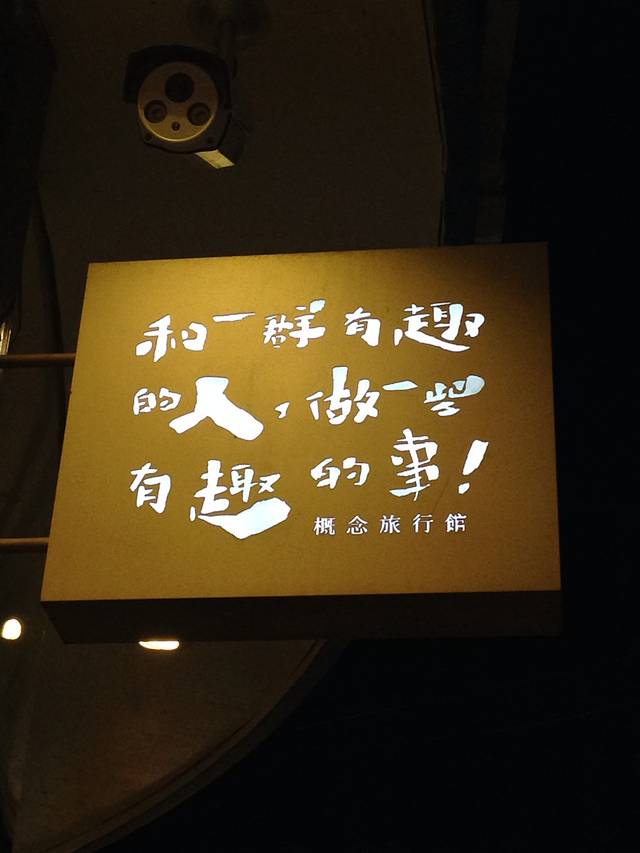 和一群有趣
的人，做一些
有趣的事！
概念旅行館